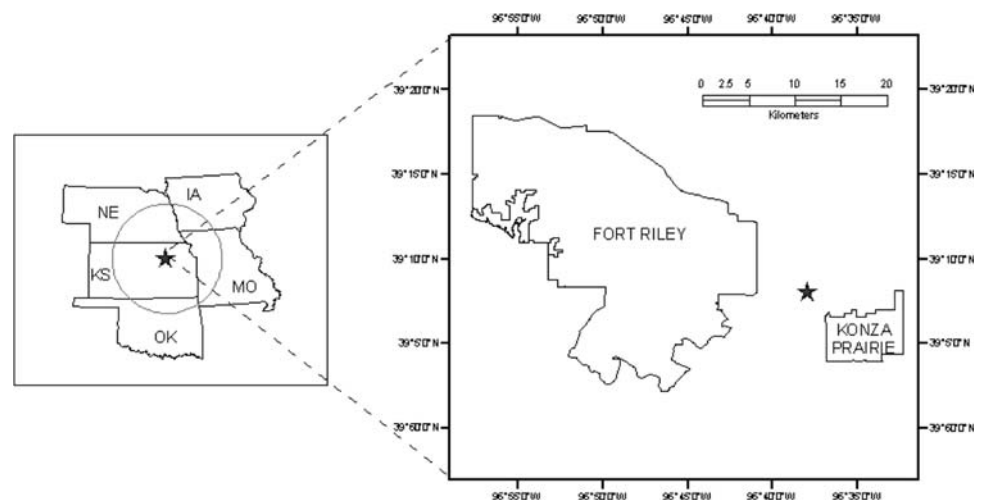 96°55'0"W 96°50'0"W 96°45'0"W 96°40'0"W 96°35'0"W
0 2.5 5 10 15 20
Kilometers
39°20'0"N 39°20'0"N
39°15'0"N 39°15'0"N
39°10'0"N 39°10'0"N
39°5'0"N 39°5'0"N
39°60'0"N 39°60'0"N
IA
NE
KS
MO
OK
FORT RILEY
KONZA
PRAIRIE
96°55'0"W 96°50'0"W 96°45'0"W 96°40'0"W 96°35'0"W